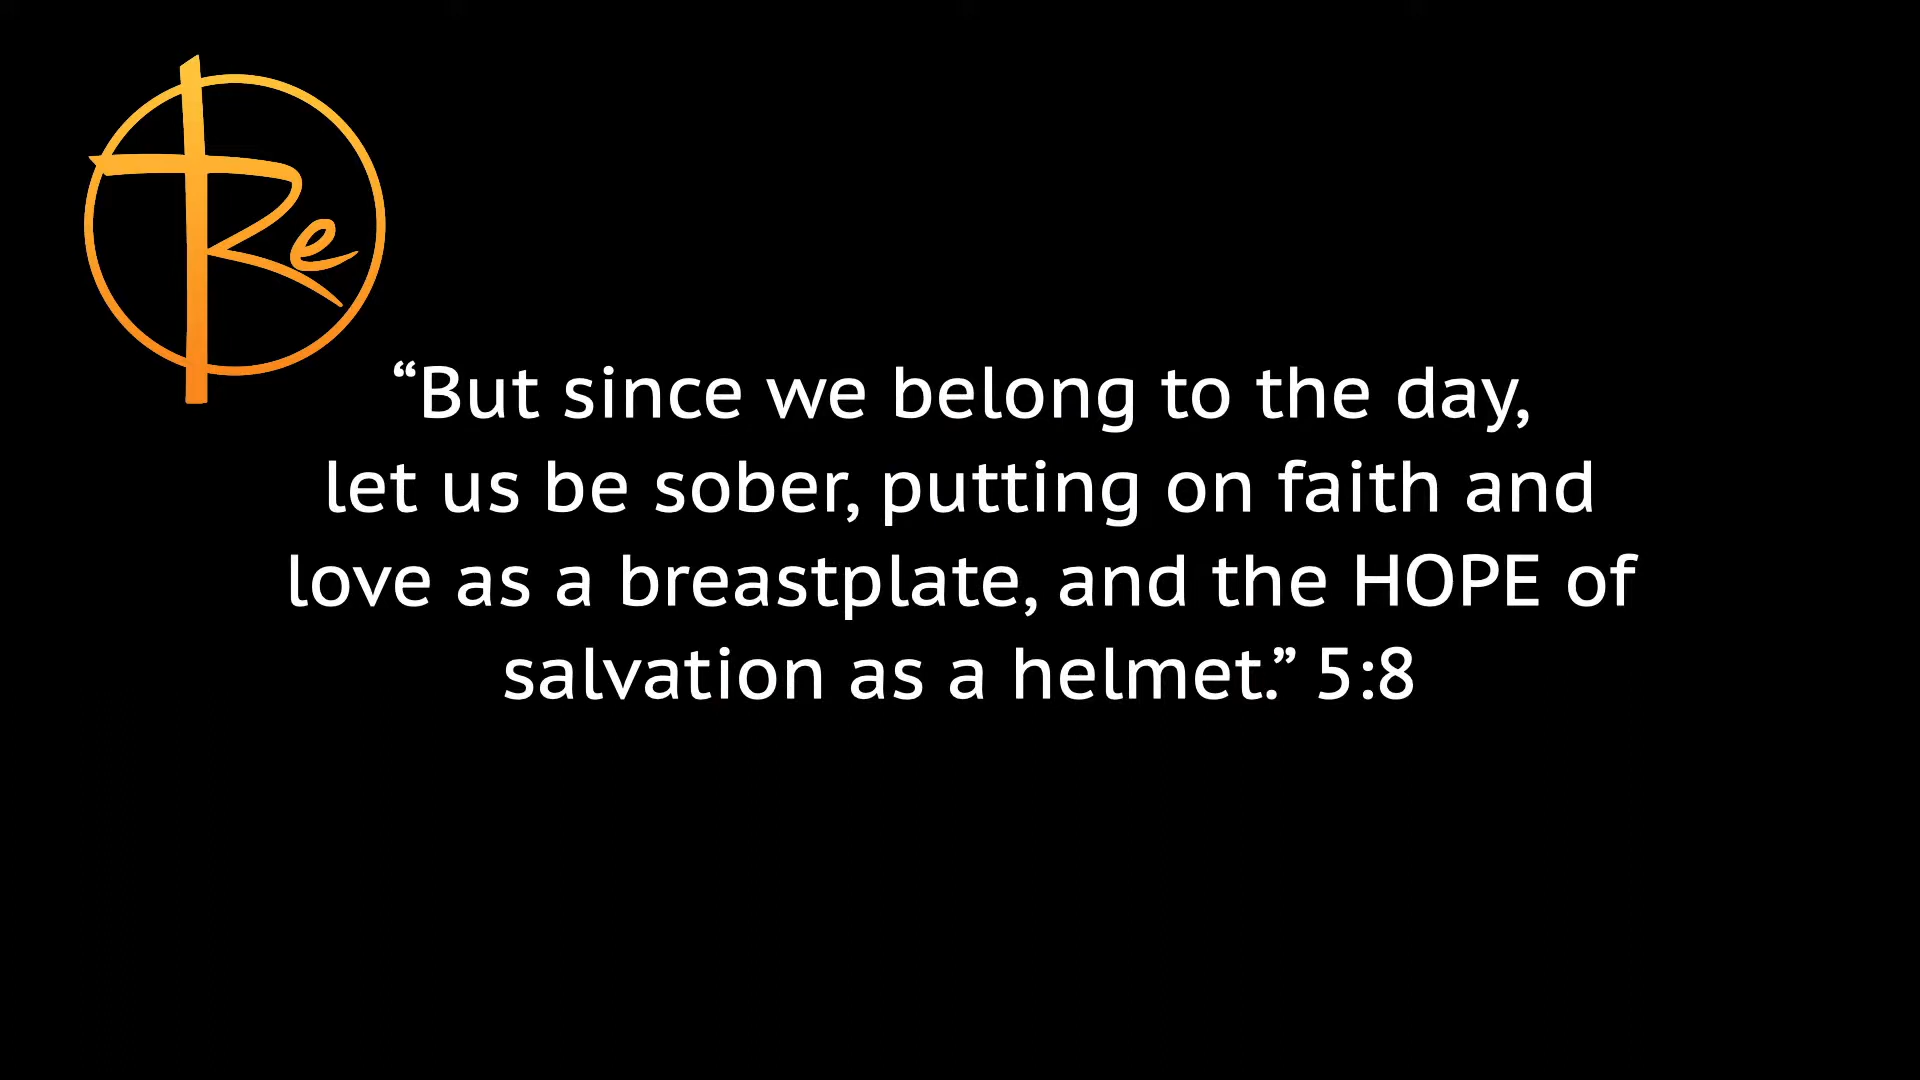 Re
“But since we belong to the day,
let us be sober, putting on faith and
love as a breastplate, and the HOPE of
salvation as a helmet.” 5:8